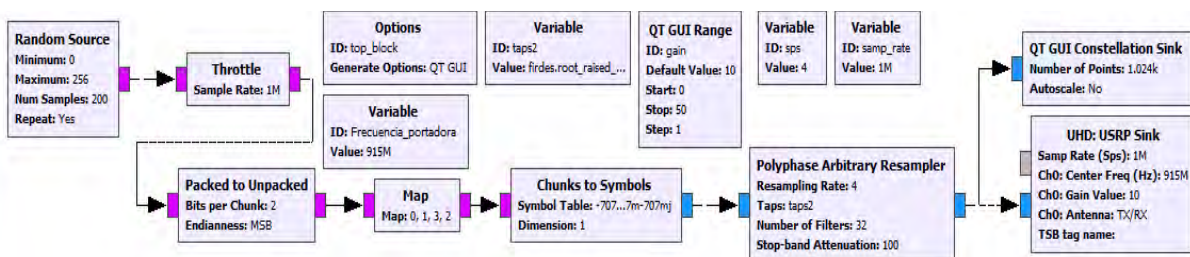 Random Source
Minimum: 0
Maximum: 256
Num Samples: 200
Repeat: Yes
Throttle
Sample Rate: 1M
Options
ID: top_block
Generate Options: QT GUI
Variable
ID: taps2
Value: firdes.root_raised_...
QT GUI Range
ID: gain
Default Value: 10
Start: 0
Stop: 50
Step: 1
Variable
ID: sps
Value: 4
Variable
ID: samp_rate
Value: 1M
QT GUI Constellation Sink
Number of Points: 1.024k
Autoscale: No
Variable
ID: Frecuencia_portadora
Value: 915M
UHD: USRP Sink
Samp Rate (Sps): 1M
Ch0: Center Freq (Hz): 915M
Ch0: Gain Value: 10
Ch0: Antenna: TX/RX
TSB tag name:
Packed to Unpacked
Bits per Chunk: 2
Endianness: MSB
Map
Map: 0, 1, 3, 2
Chunks to Symbols
Symbol Table: -707...7m-707mj
Dimension: 1
Polyphase Arbitrary Resampler
Resampling Rate: 4
Taps: taps2
Number of Filters: 32
Stop-band Attenuation: 100